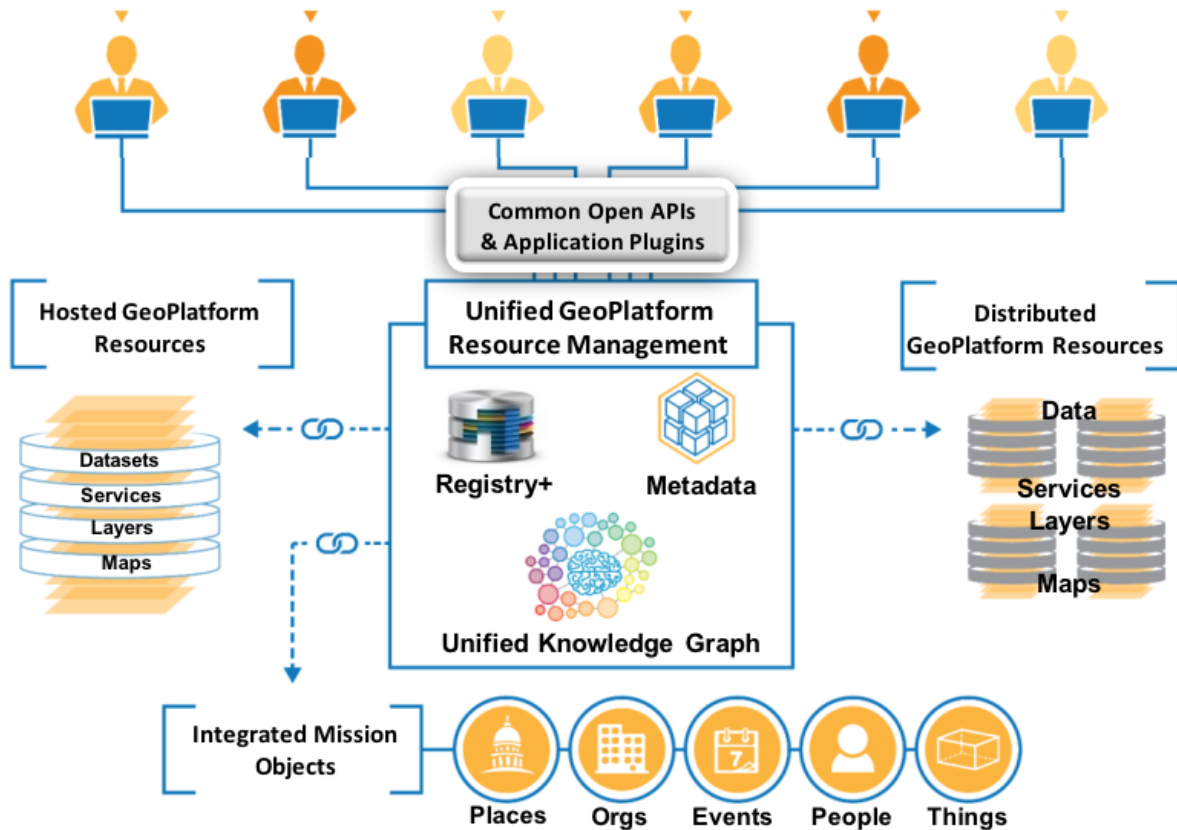 Common Open APIs
& Application Plugins
Hosted GeoPlatform
Resources
Unified GeoPlatform
Resource Management
Distributed
GeoPlatform Resources
Datasets
Services
Layers
Maps
Registry+
Metadata
Unified Knowledge Graph
Data
Services
Layers
Maps
Integrated Mission
Objects
7
Places
Orgs
Events
People
Things